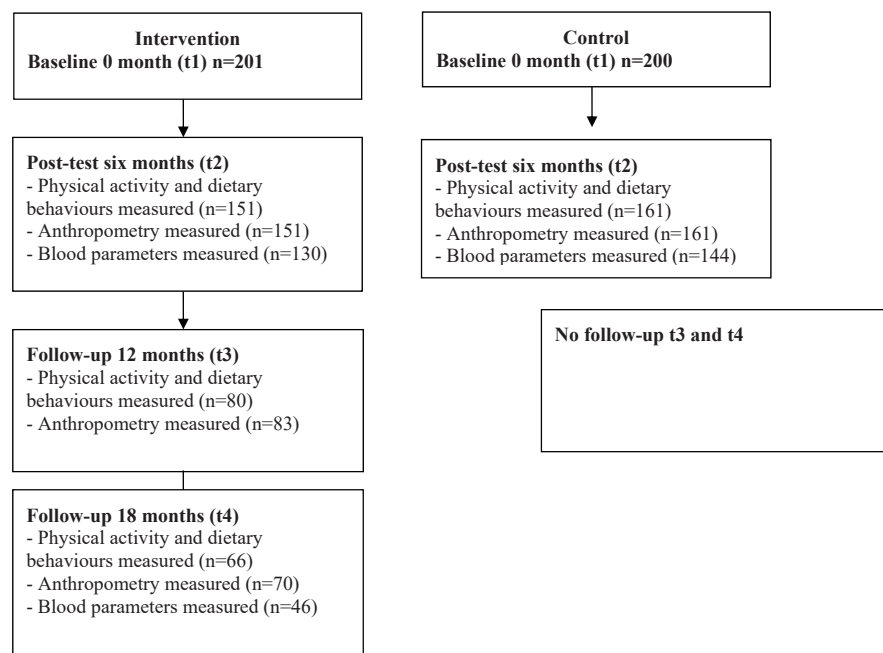 Intervention
Baseline 0 month (t1) n=201
Post-test six months (t2)
- Physical activity and dietary
behaviours measured (n=151)
- Anthropometry measured (n=151)
- Blood parameters measured (n=130)
Follow-up 12 months (t3)
- Physical activity and dietary
behaviours measured (n=80)
- Anthropometry measured (n=83)
Follow-up 18 months (t4)
- Physical activity and dietary
behaviours measured (n=66)
- Anthropometry measured (n=70)
- Blood parameters measured (n=46)
Control
Baseline 0 month (t1) n=200
Post-test six months (t2)
- Physical activity and dietary
behaviours measured (n=161)
- Anthropometry measured (n=161)
- Blood parameters measured (n=144)
No follow-up t3 and t4